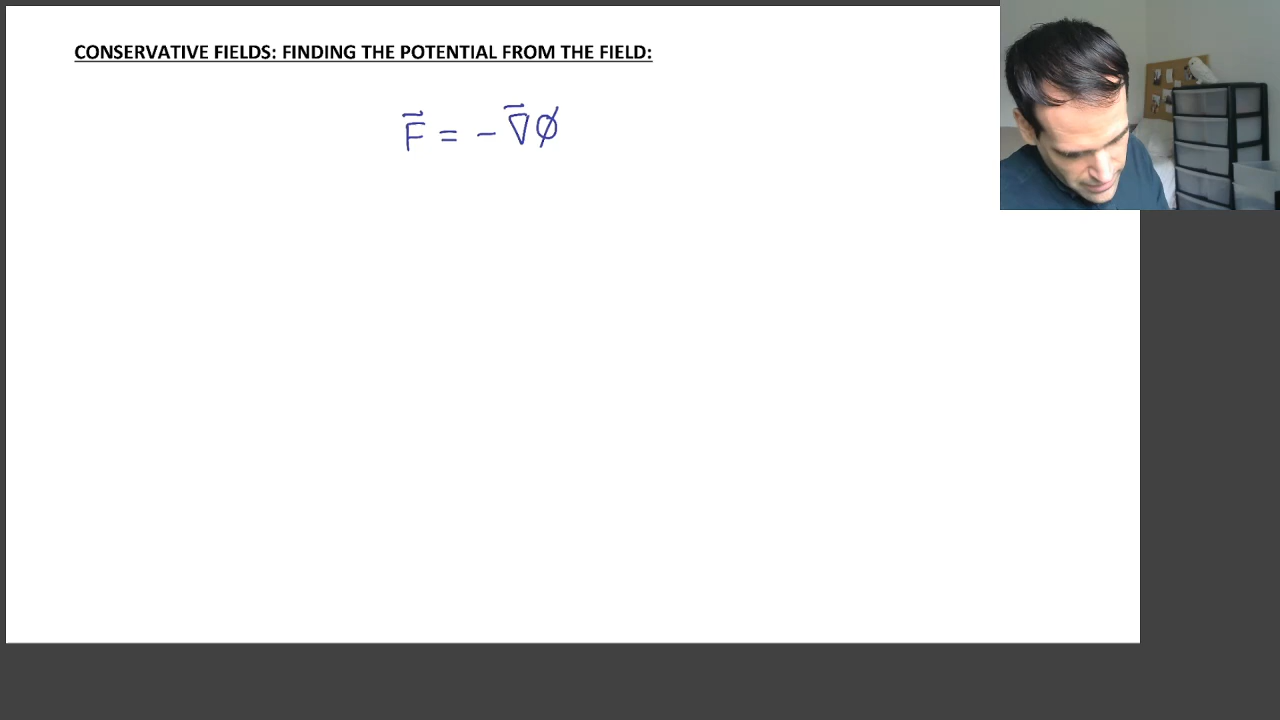 CONSERVATIVE FIELDS: FINDING THE POTENTIAL FROM THE FIELD:
F⃗ = − ∇⃗∅